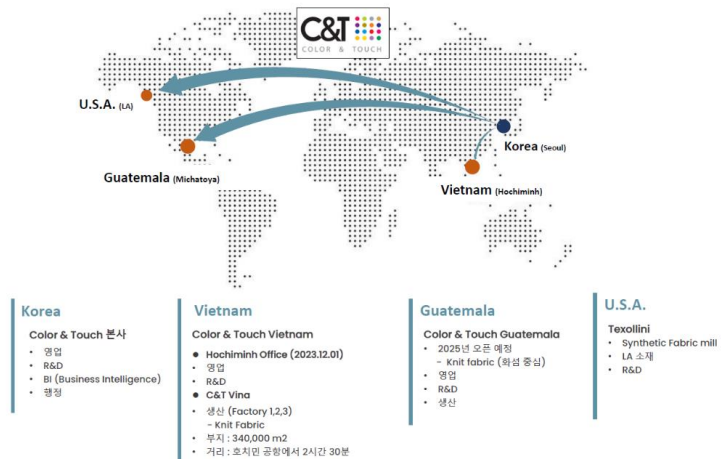 C&T
COLOR & TOUCH
U.S.A. (LA)
Korea (Seoul)
Guatemala (Michatoya)
Vietnam (Hochiminh)
Korea
Color & Touch 본사
• 영업
• R&D
• BI (Business Intelligence)
• 행정
Vietnam
Color & Touch Vietnam
● Hochiminh Office (2023.12.01)
• 영업
• R&D
● C&T Vina
• 생산 (Factory 1,2,3)
- Knit Fabric
• 부지 : 340,000 m2
• 거리 : 호치민 공항에서 2시간 30분
Guatemala
Color & Touch Guatemala
• 2025년 오픈 예정
- Knit fabric (화섬 중심)
• 영업
• R&D
• 생산
U.S.A.
Texollini
• Synthetic Fabric mill
• LA 소재
• R&D